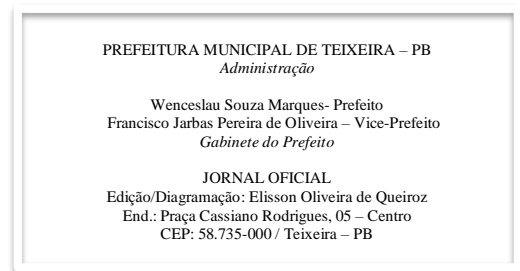 PREFEITURA MUNICIPAL DE TEIXEIRA – PB
Administração
Wenceslau Souza Marques- Prefeito
Francisco Jarbas Pereira de Oliveira – Vice-Prefeito
Gabinete do Prefeito
JORNAL OFICIAL
Edição/Diagramação: Elisson Oliveira de Queiroz
End.: Praça Cassiano Rodrigues, 05 – Centro
CEP: 58.735-000 / Teixeira – PB